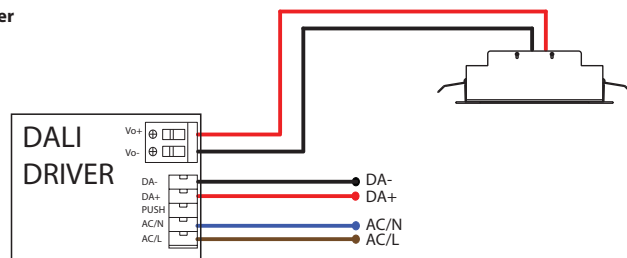 er
DALI
DRIVER
Vo+
Vo-
DA-
DA+
PUSH
AC/N
AC/L
DA-
DA+
AC/N
AC/L